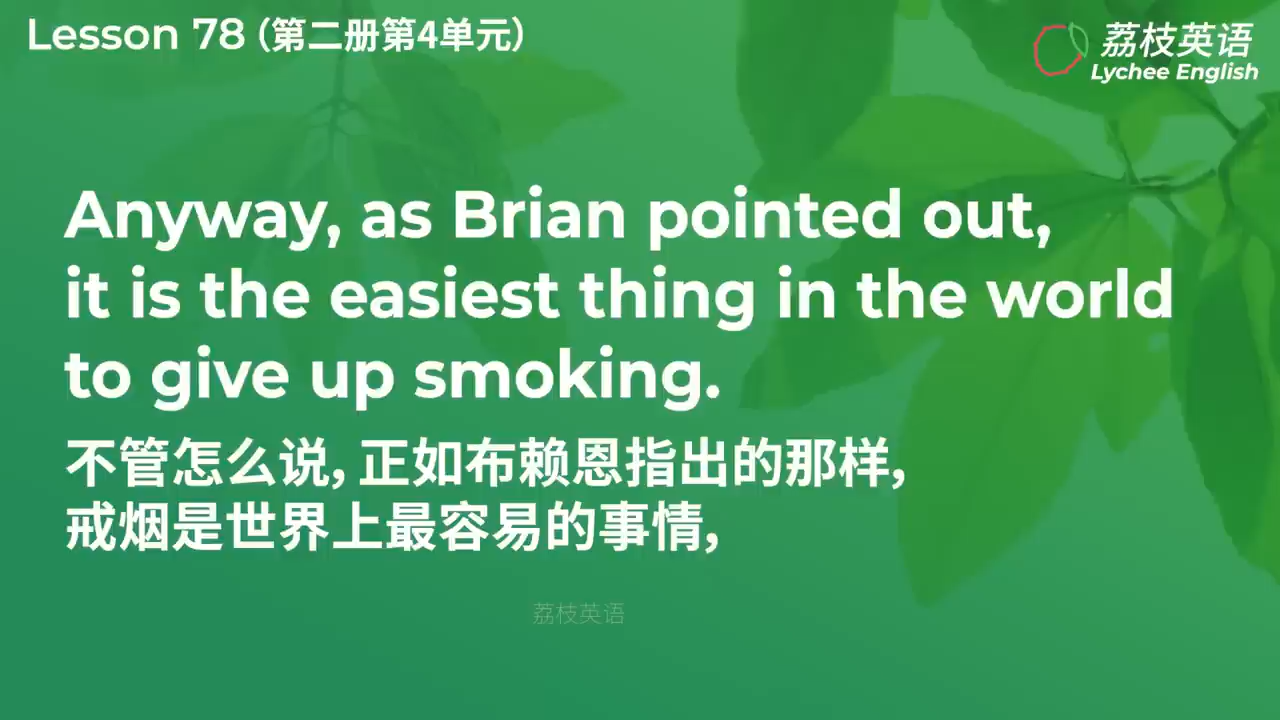 Lesson 78 (第二册第4单元)
荔枝英语
Lychee English
Anyway, as Brian pointed out,
it is the easiest thing in the world
to give up smoking.
不管怎么说, 正如布赖恩指出的那样,
戒烟是世界上最容易的事情,
荔枝英语